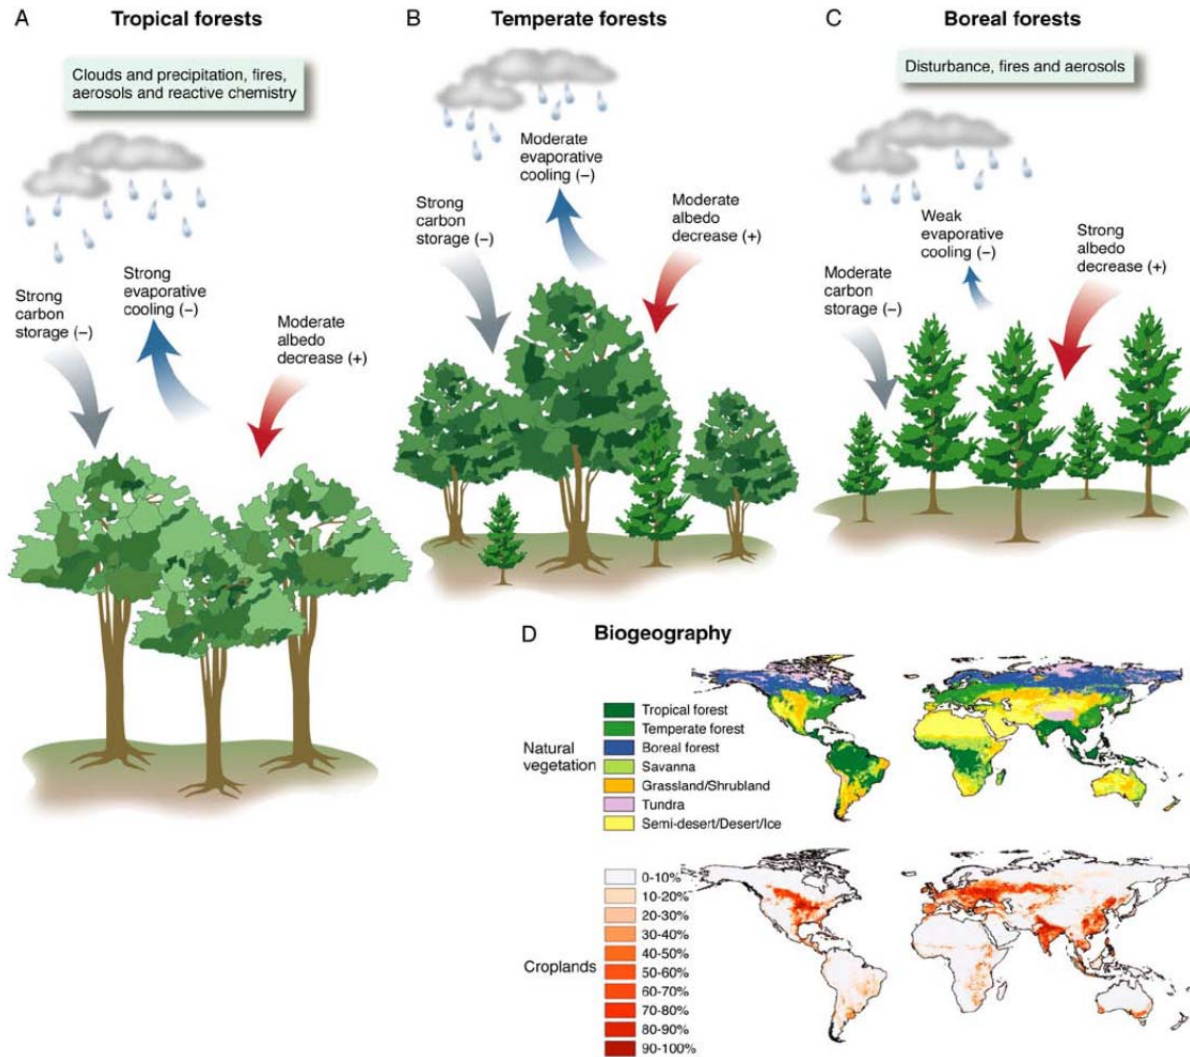 A Tropical forests
Clouds and precipitation, fires,
aerosols and reactive chemistry
Strong
carbon
storage (–)
Strong
evaporative
cooling (–)
Moderate
albedo
decrease (+)
B Temperate forests
Strong
carbon
storage (–)
Moderate
evaporative
cooling (–)
Moderate
albedo
decrease (+)
C Boreal forests
Disturbance, fires and aerosols
Moderate
carbon
storage (–)
Weak
evaporative
cooling (–)
Strong
albedo
decrease (+)
D Biogeography
Natural
vegetation
Tropical forest
Temperate forest
Boreal forest
Savanna
Grassland/Shrubland
Tundra
Semi-desert/Desert/Ice
Croplands
0-10%
10-20%
20-30%
30-40%
40-50%
50-60%
60-70%
70-80%
80-90%
90-100%